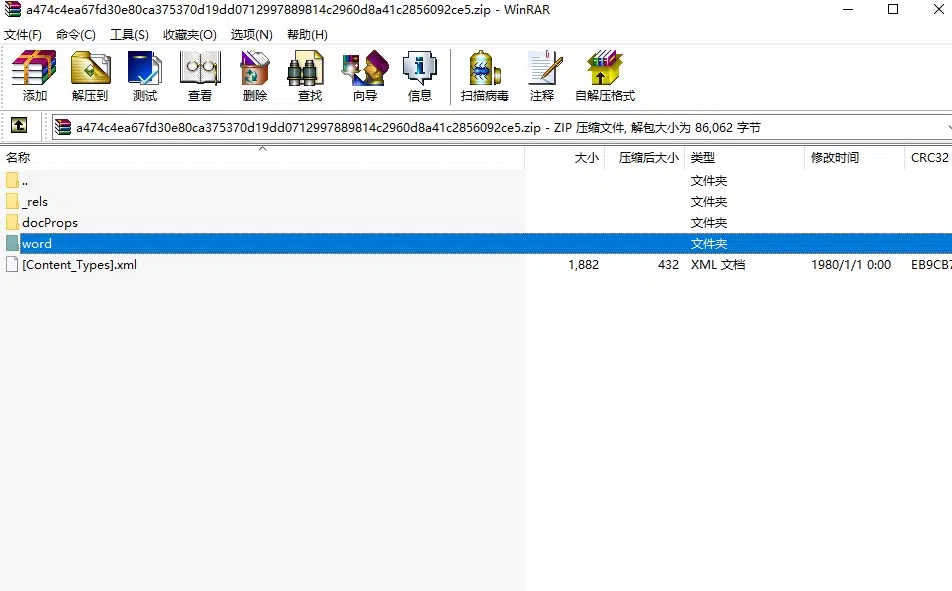 a474c4ea67fd30e80ca375370d19dd0712997889814c2960d8a41c2856092ce5.zip - WinRAR
文件(F) 命令(C) 工具(S) 收藏夹(O) 选项(N) 帮助(H)
添加 解压到 测试 查看 删除 查找 向导 信息 扫描病毒 注释 自解压格式
a474c4ea67fd30e80ca375370d19dd0712997889814c2960d8a41c2856092ce5.zip - ZIP 压缩文件, 解包大小为 86,062 字节
名称 大小 压缩后大小 类型 修改时间 CRC32
.. 文件夹
_rels 文件夹
docProps 文件夹
word 文件夹
[Content_Types].xml 1,882 432 XML 文档 1980/1/1 0:00 EB9CB7